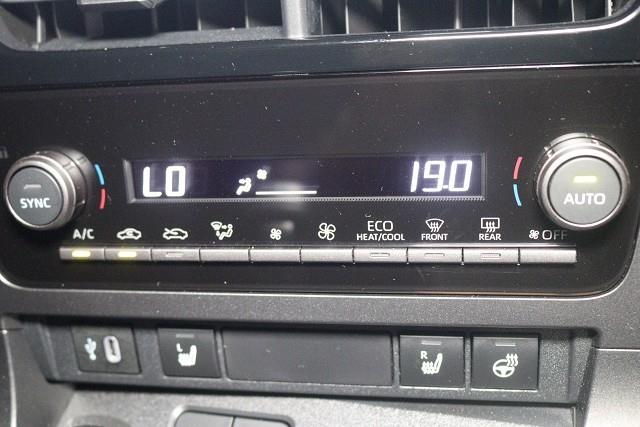 LO 19.0
SYNC
AUTO
A/C ECO HEAT/COOL FRONT REAR OFF
L R